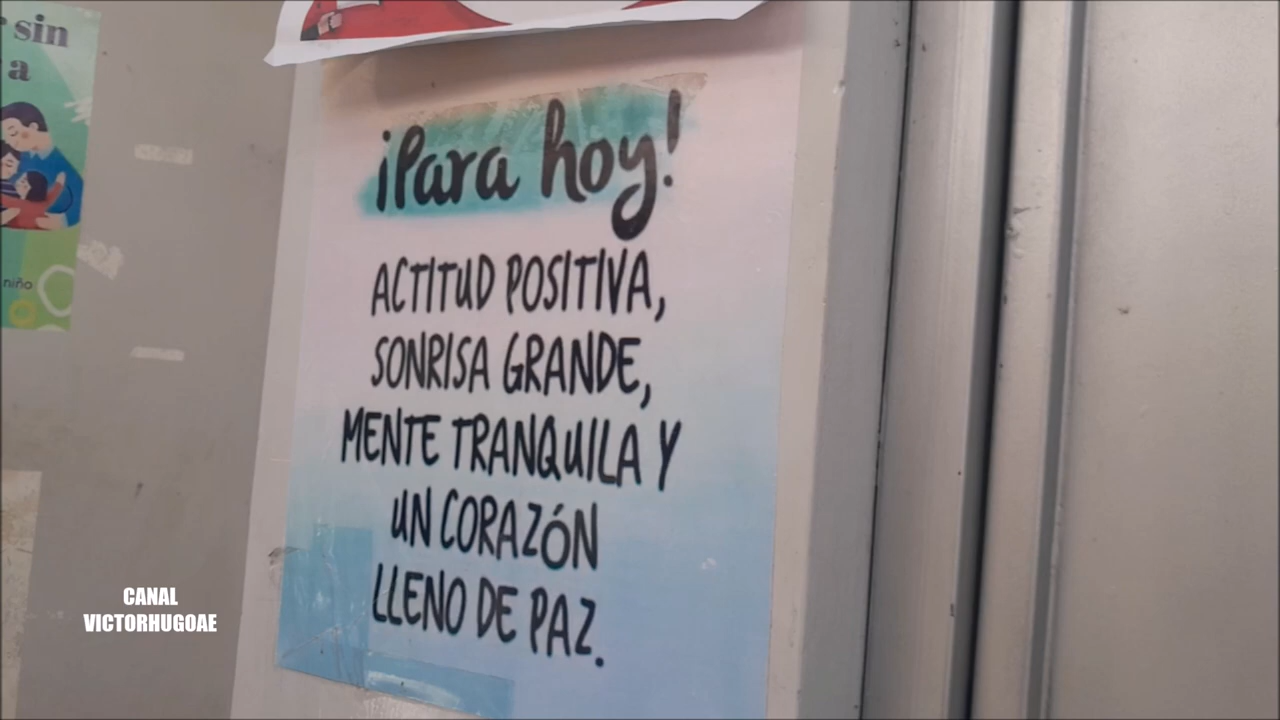 sin
a
niño
¡Para hoy!
ACTITUD POSITIVA,
SONRISA GRANDE,
MENTE TRANQUILA Y
UN CORAZÓN
LLENO DE PAZ.
CANAL
VICTORHUGOAE